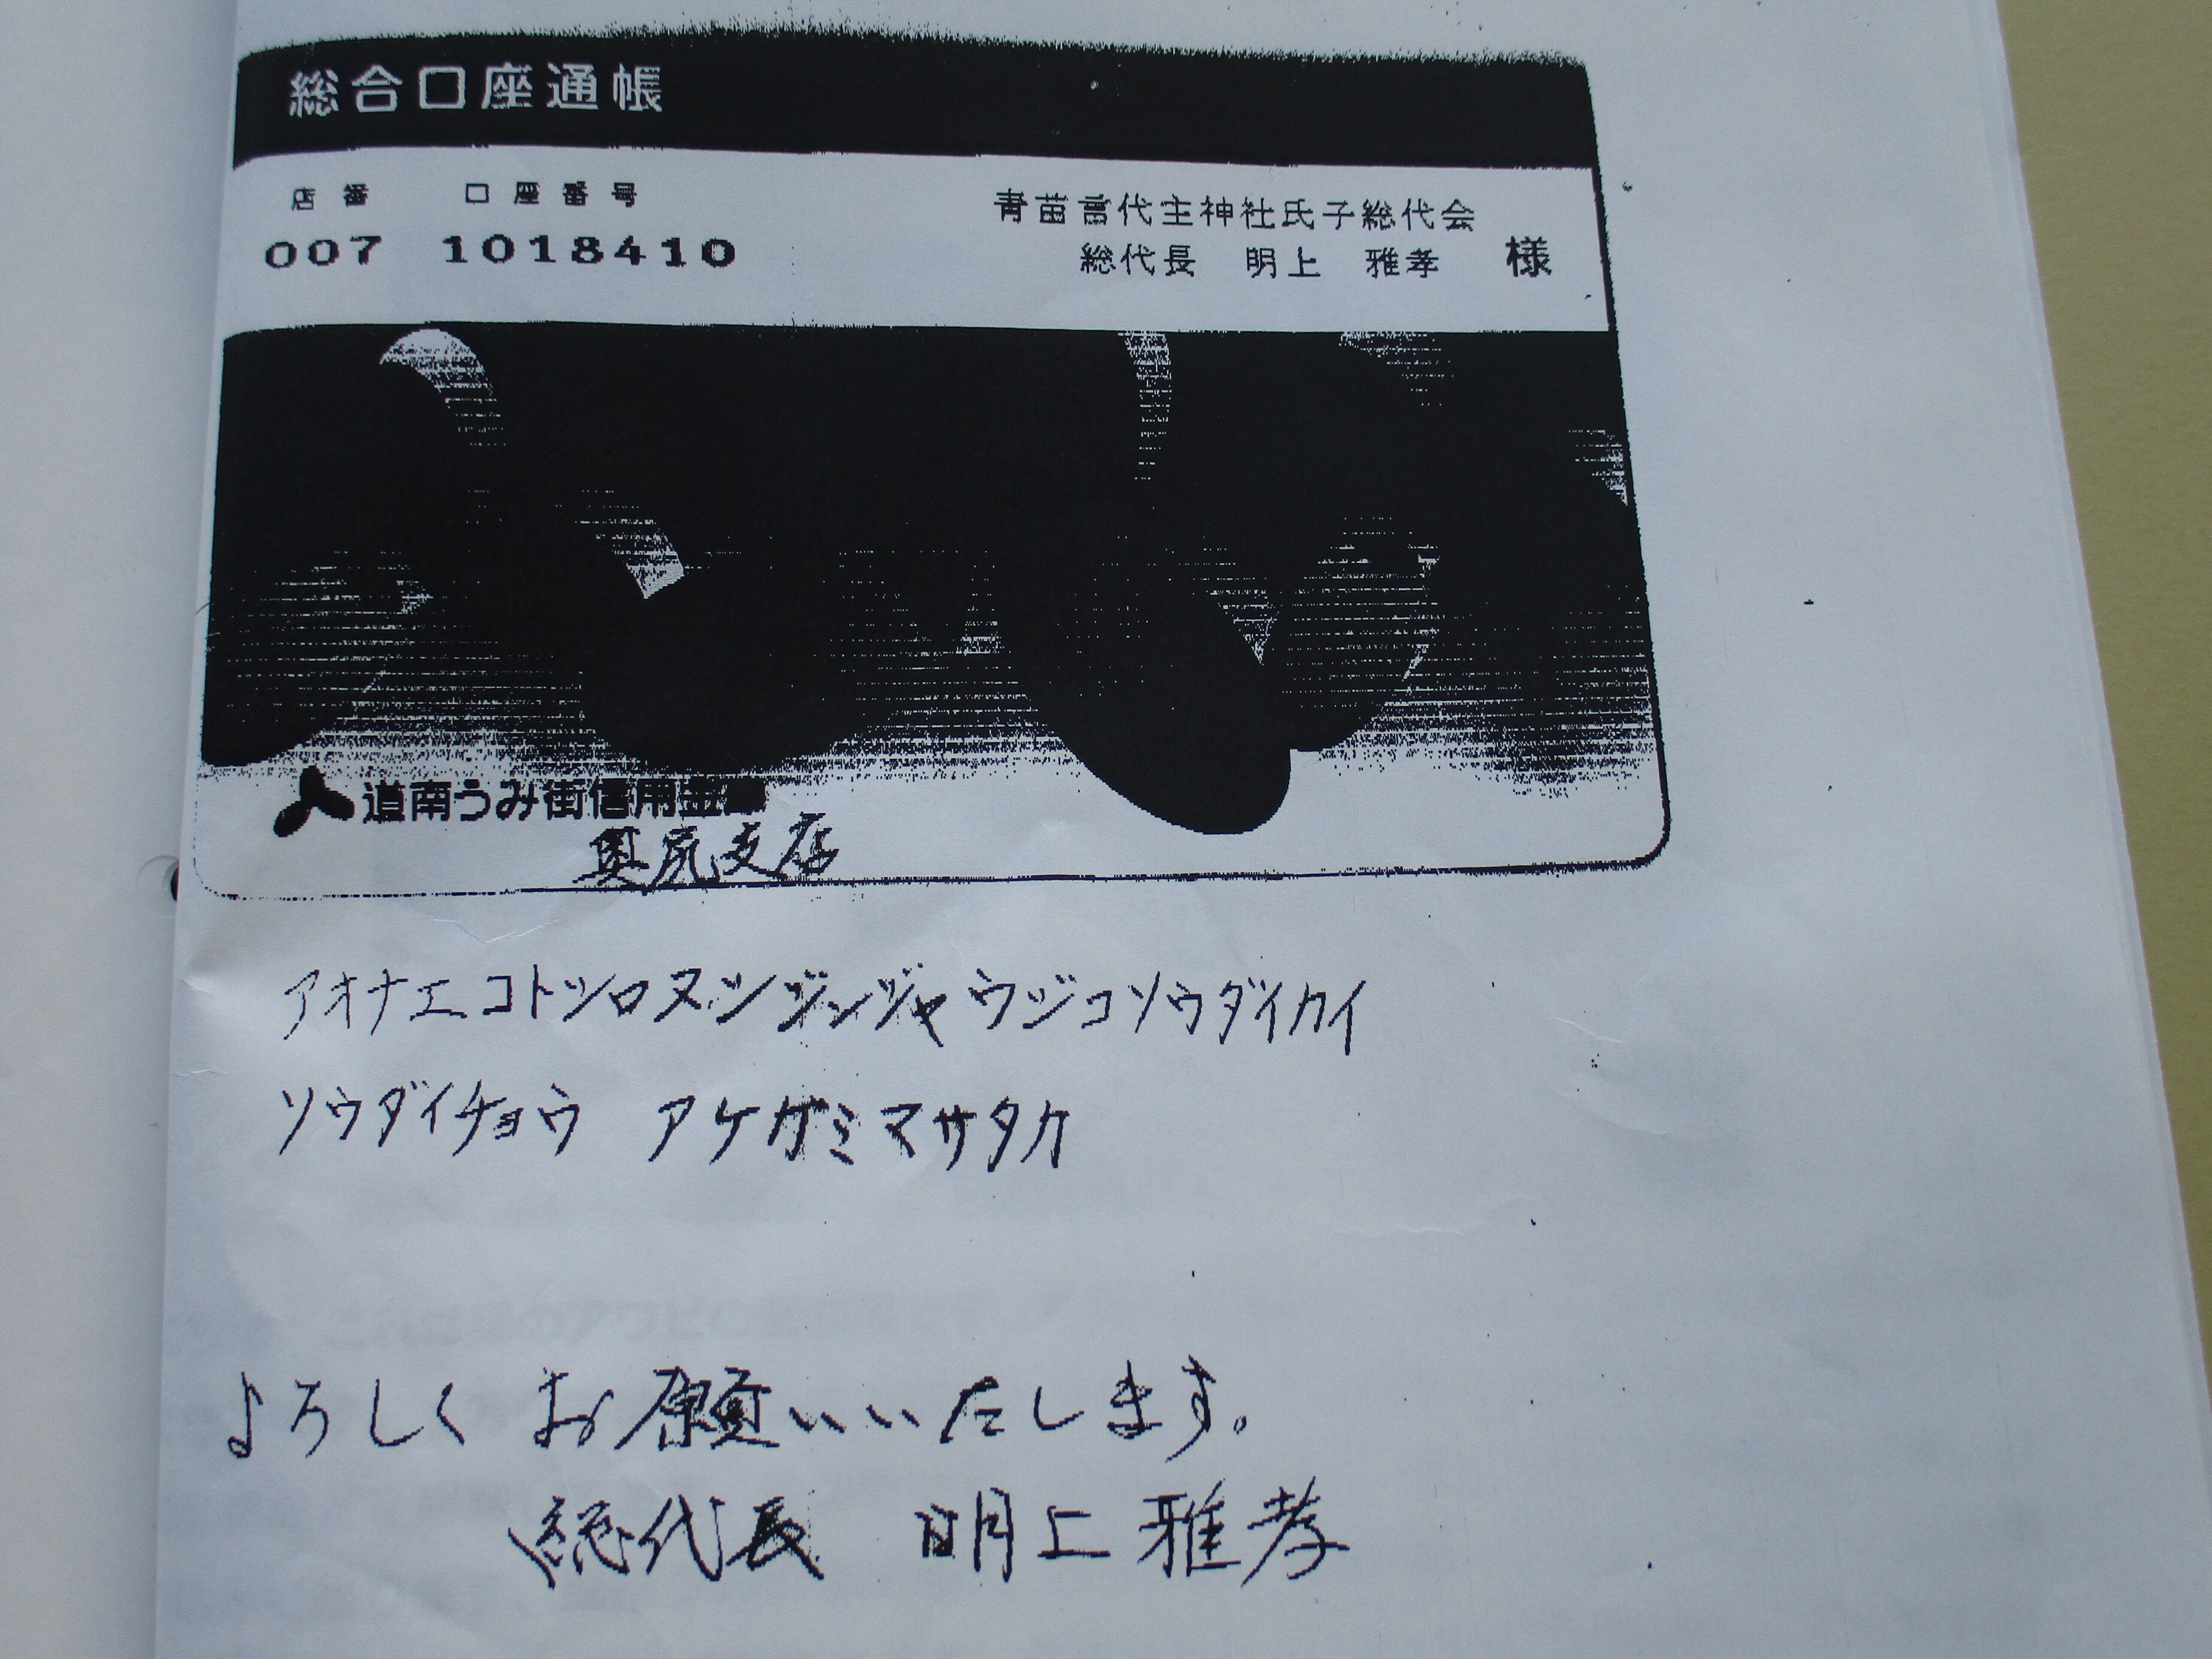 総合口座通帳
店番 口座番号
007 1018410
青苗言代主神社氏子総代会
総代長 明上 雅孝 様
道南うみ街信用金庫
奥尻支店
アオナエコトシロヌシジンジャウジコソウダイカイ
ソウダイチョウ アケガミマサタカ
よろしくお願いいたします。
総代長 明上雅孝